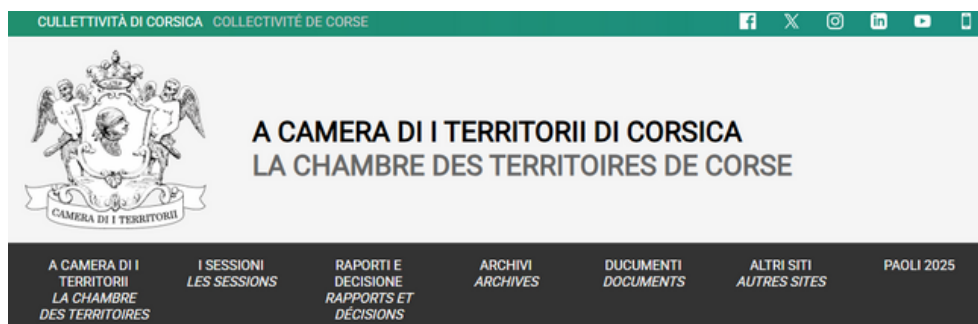 CULLETTIVITÀ DI CORSICA COLLECTIVITÉ DE CORSE
A CAMERA DI I TERRITORII DI CORSICA
LA CHAMBRE DES TERRITOIRES DE CORSE
CAMERA DI I TERRITORII
A CAMERA DI I
TERRITORII
LA CHAMBRE
DES TERRITOIRES
I SESSIONI
LES SESSIONS
RAPORTI E
DECISIONE
RAPPORTS ET
DÉCISIONS
ARCHIVI
ARCHIVES
DUCUMENTI
DOCUMENTS
ALTRI SITI
AUTRES SITES
PAOLI 2025